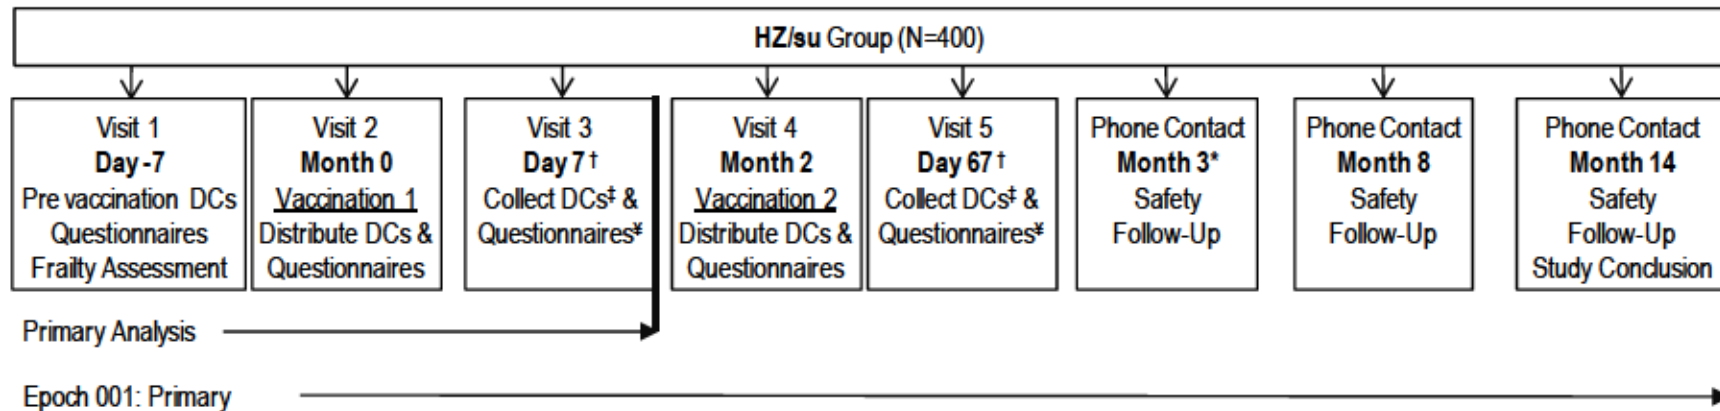 HZ/su Group (N=400)
Visit 1
Day -7
Pre vaccination DCs
Questionnaires
Frailty Assessment
Visit 2
Month 0
Vaccination 1
Distribute DCs &
Questionnaires
Visit 3
Day 7†
Collect DCs‡ &
Questionnaires¥
Visit 4
Month 2
Vaccination 2
Distribute DCs &
Questionnaires
Visit 5
Day 67†
Collect DCs‡ &
Questionnaires¥
Phone Contact
Month 3*
Safety
Follow-Up
Phone Contact
Month 8
Safety
Follow-Up
Phone Contact
Month 14
Safety
Follow-Up
Study Conclusion
Primary Analysis
Epoch 001: Primary